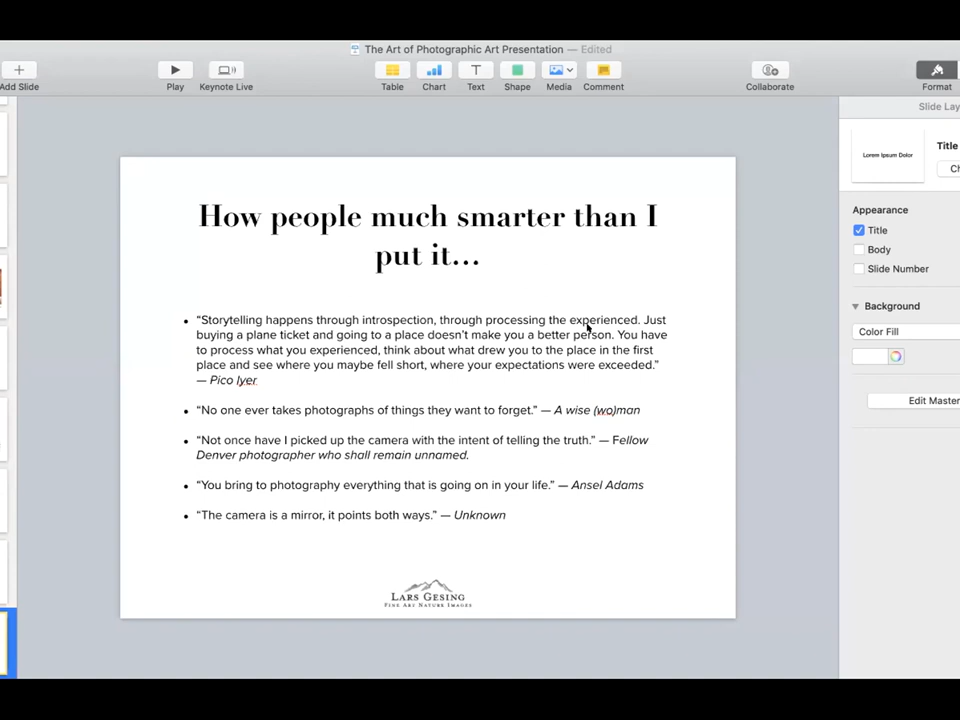 The Art of Photographic Art Presentation — Edited
Add Slide
Play
Keynote Live
Table
Chart
Text
Shape
Media
Comment
Collaborate
Format
Slide Lay
Lorem Ipsum Dolor
Title
Ch
Appearance
Title
Body
Slide Number
Background
Color Fill
Edit Master
How people much smarter than I
put it...
• “Storytelling happens through introspection, through processing the experienced. Just
buying a plane ticket and going to a place doesn’t make you a better person. You have
to process what you experienced, think about what drew you to the place in the first
place and see where you maybe fell short, where your expectations were exceeded.”
— Pico Iyer
• “No one ever takes photographs of things they want to forget.” — A wise (wo)man
• “Not once have I picked up the camera with the intent of telling the truth.” — Fellow
Denver photographer who shall remain unnamed.
• “You bring to photography everything that is going on in your life.” — Ansel Adams
• “The camera is a mirror, it points both ways.” — Unknown
LARS GESING
FINE ART NATURE IMAGES